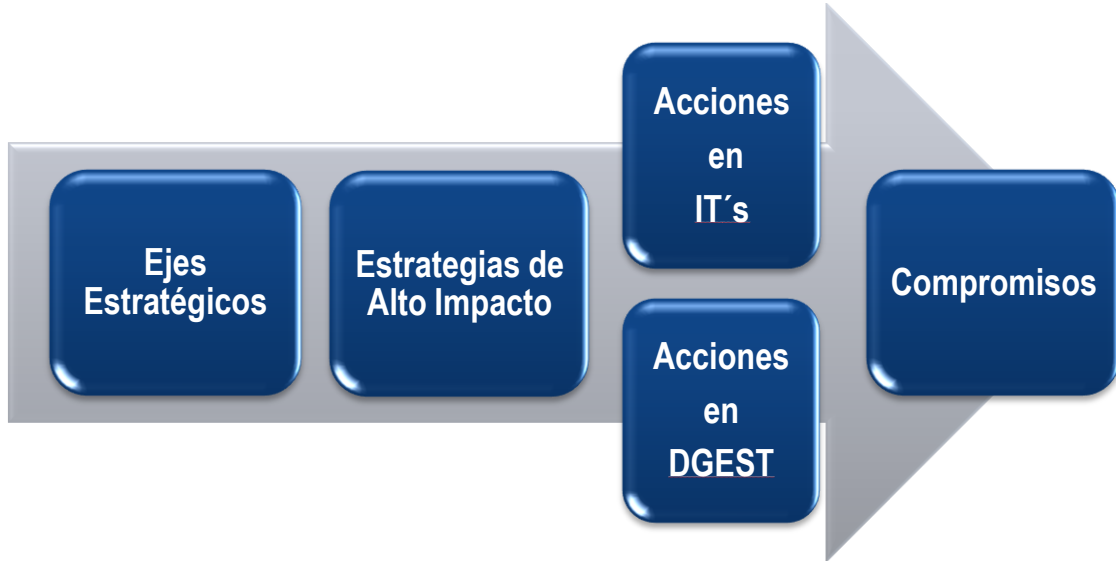 Ejes
Estratégicos
Estrategias de
Alto Impacto
Acciones
en
IT´s
Acciones
en
DGEST
Compromisos